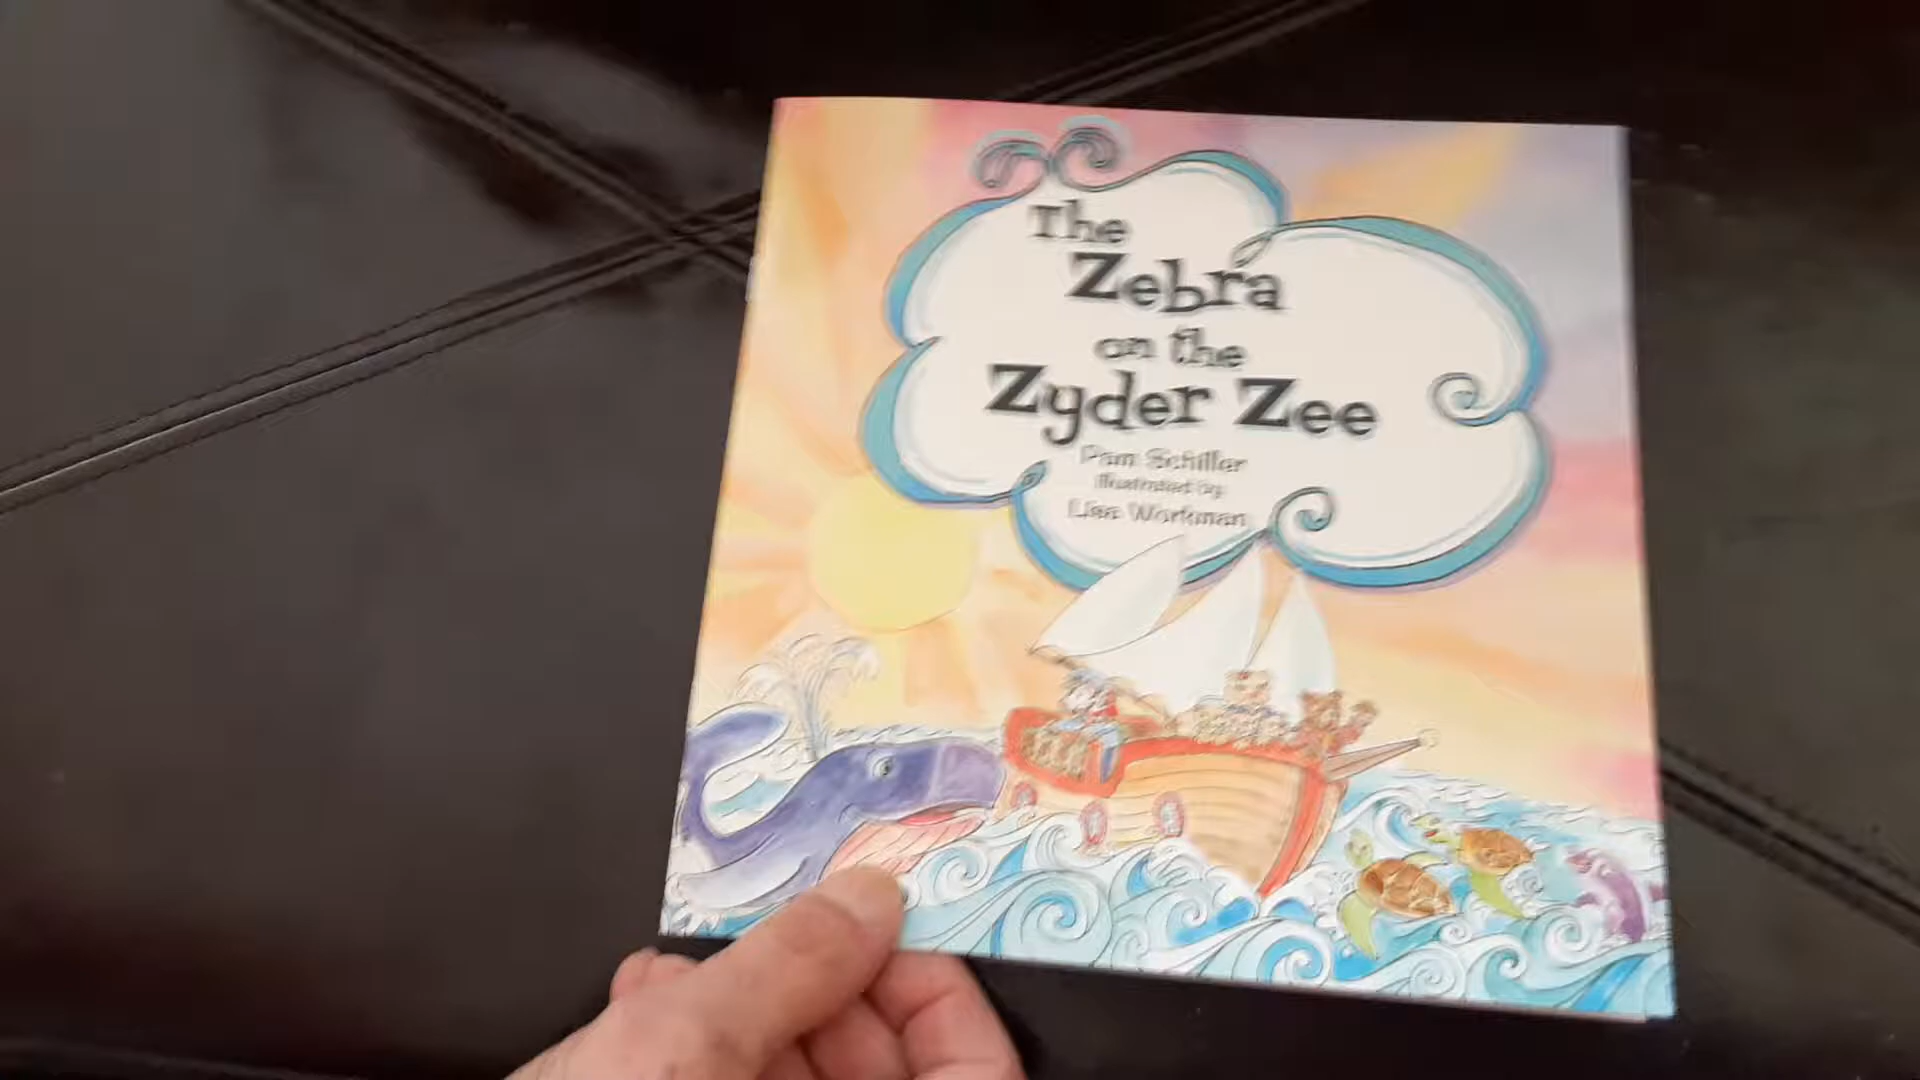 The
Zebra
on the
Zyder Zee
Pam Schiller
Illustrated by
Lisa Workman